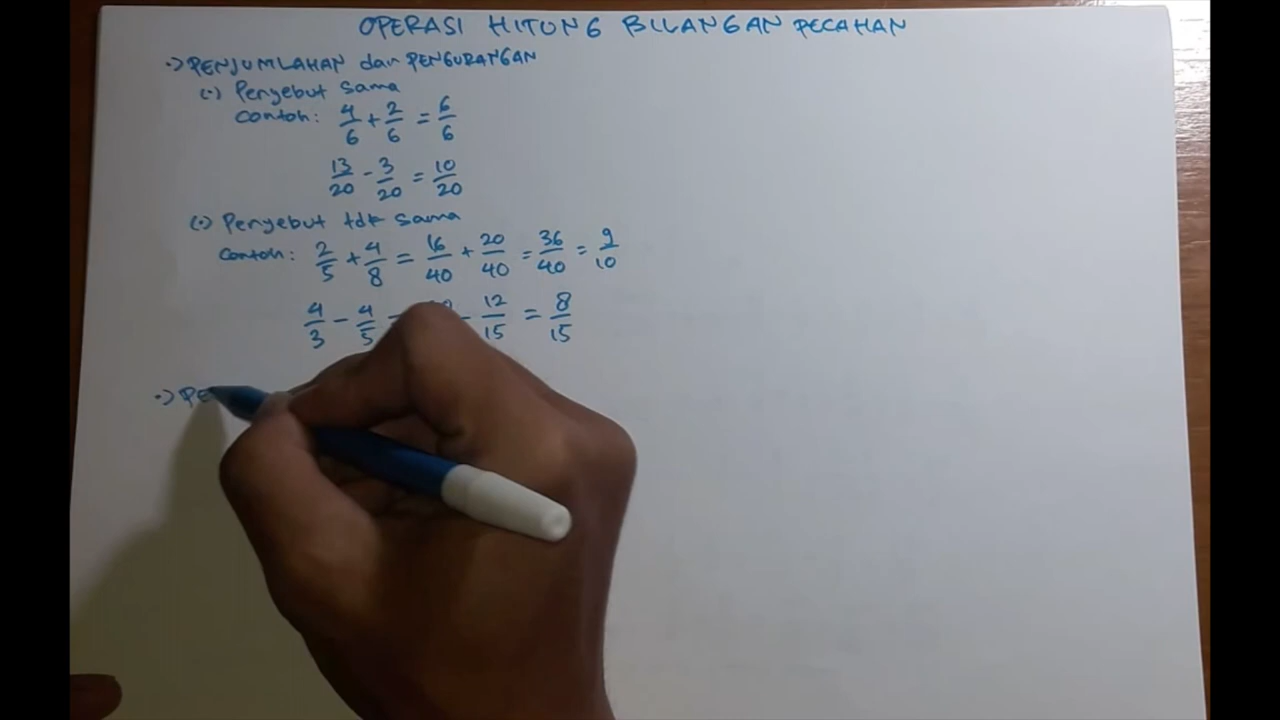 OPERASI HITUNG BILANGAN PECAHAN
·) PENJUMLAHAN dan PENGURANGAN
(·) Penyebut sama
Contoh: 4/6 + 2/6 = 6/6
13/20 - 3/20 = 10/20
(·) Penyebut tdk sama
Contoh: 2/5 + 4/8 = 16/40 + 20/40 = 36/40 = 9/10
4/3 - 4/5 = - 12/15 = 8/15
·) PE